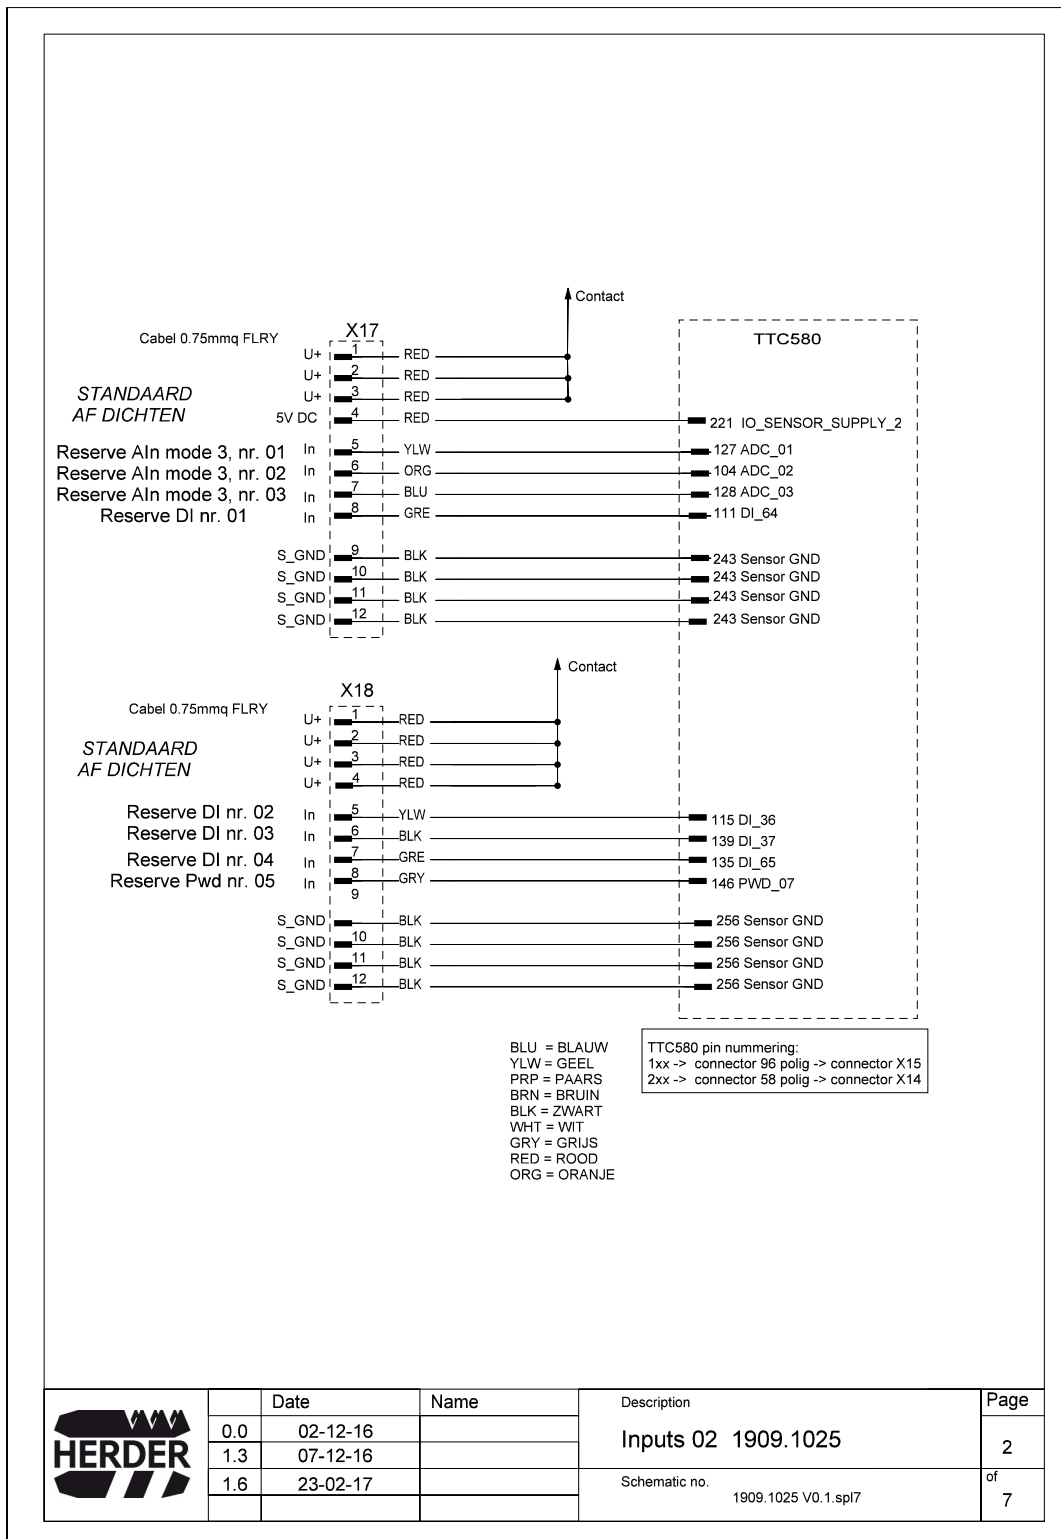 Contact
X17
TTC580
Cabel 0.75mmq FLRY
U+ 1 RED
U+ 2 RED
STANDAARD
AF DICHTEN
U+ 3 RED
5V DC 4 RED 221 IO_SENSOR_SUPPLY_2
Reserve AIn mode 3, nr. 01 In 5 YLW 127 ADC_01
Reserve AIn mode 3, nr. 02 In 6 ORG 104 ADC_02
Reserve AIn mode 3, nr. 03 In 7 BLU 128 ADC_03
Reserve DI nr. 01 In 8 GRE 111 DI_64
S_GND 9 BLK 243 Sensor GND
S_GND 10 BLK 243 Sensor GND
S_GND 11 BLK 243 Sensor GND
S_GND 12 BLK 243 Sensor GND
Contact
X18
Cabel 0.75mmq FLRY
U+ 1 RED
U+ 2 RED
STANDAARD
AF DICHTEN
U+ 3 RED
U+ 4 RED
Reserve DI nr. 02 In 5 YLW 115 DI_36
Reserve DI nr. 03 In 6 BLK 139 DI_37
Reserve DI nr. 04 In 7 GRE 135 DI_65
Reserve Pwd nr. 05 In 8 GRY 146 PWD_07
9
S_GND BLK 256 Sensor GND
S_GND 10 BLK 256 Sensor GND
S_GND 11 BLK 256 Sensor GND
S_GND 12 BLK 256 Sensor GND
BLU = BLAUW
YLW = GEEL
PRP = PAARS
BRN = BRUIN
BLK = ZWART
WHT = WIT
GRY = GRIJS
RED = ROOD
ORG = ORANJE
TTC580 pin nummering:
1xx -> connector 96 polig -> connector X15
2xx -> connector 58 polig -> connector X14
HERDER
Date Name
0.0 02-12-16
1.3 07-12-16
1.6 23-02-17
Description
Inputs 02 1909.1025
Schematic no.
1909.1025 V0.1.spl7
Page
2
of
7